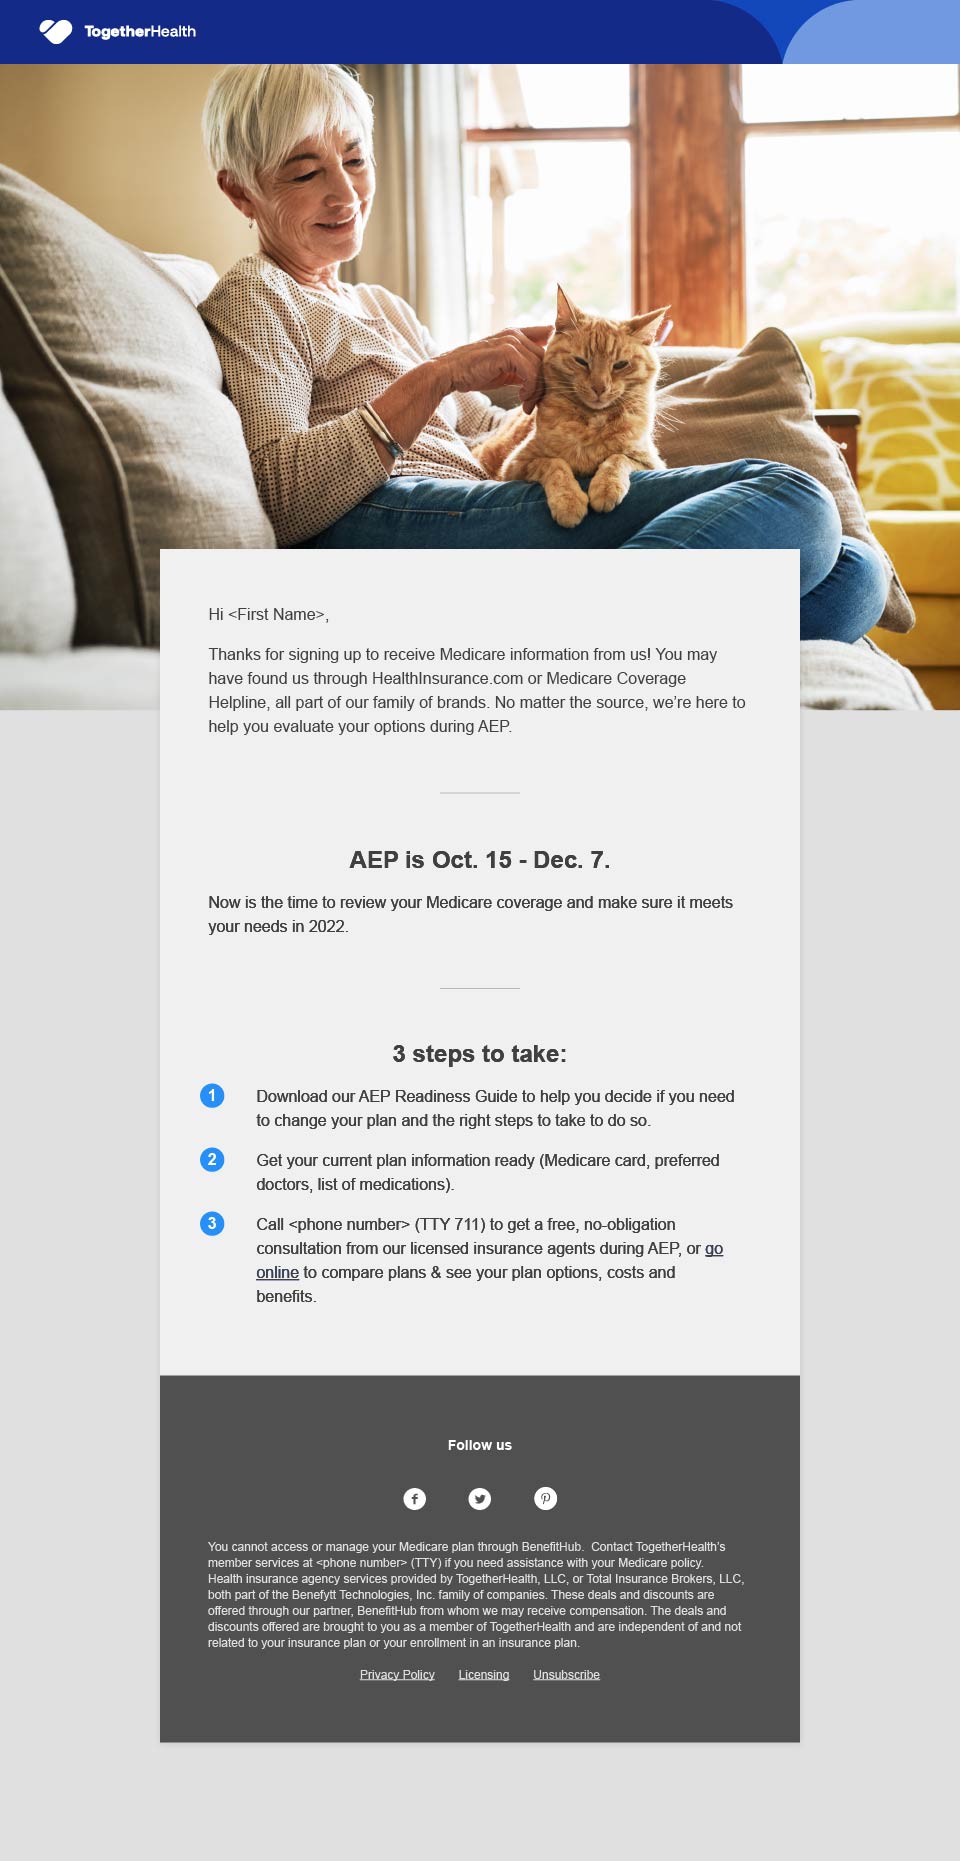 TogetherHealth
Hi <First Name>,
Thanks for signing up to receive Medicare information from us! You may
have found us through HealthInsurance.com or Medicare Coverage
Helpline, all part of our family of brands. No matter the source, we’re here to
help you evaluate your options during AEP.
AEP is Oct. 15 - Dec. 7.
Now is the time to review your Medicare coverage and make sure it meets
your needs in 2022.
3 steps to take:
1 Download our AEP Readiness Guide to help you decide if you need
to change your plan and the right steps to take to do so.
2 Get your current plan information ready (Medicare card, preferred
doctors, list of medications).
3 Call <phone number> (TTY 711) to get a free, no-obligation
consultation from our licensed insurance agents during AEP, or go
online to compare plans & see your plan options, costs and
benefits.
Follow us
You cannot access or manage your Medicare plan through BenefitHub.  Contact TogetherHealth’s
member services at <phone number> (TTY) if you need assistance with your Medicare policy.
Health insurance agency services provided by TogetherHealth, LLC, or Total Insurance Brokers, LLC,
both part of the Benefytt Technologies, Inc. family of companies. These deals and discounts are
offered through our partner, BenefitHub from whom we may receive compensation. The deals and
discounts offered are brought to you as a member of TogetherHealth and are independent of and not
related to your insurance plan or your enrollment in an insurance plan.
Privacy Policy Licensing Unsubscribe